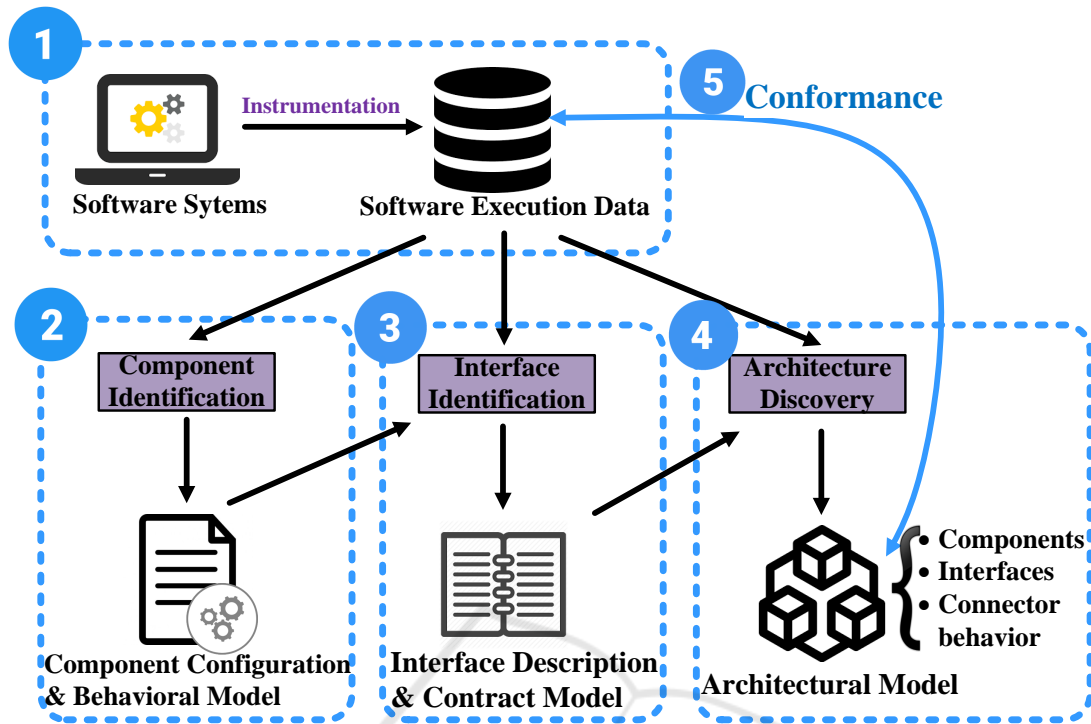 1
Instrumentation
Software Sytems
Software Execution Data
5
Conformance
2
Component
Identification
Component Configuration
& Behavioral Model
3
Interface
Identification
Interface Description
& Contract Model
4
Architecture
Discovery
• Components
• Interfaces
• Connector
behavior
Architectural Model